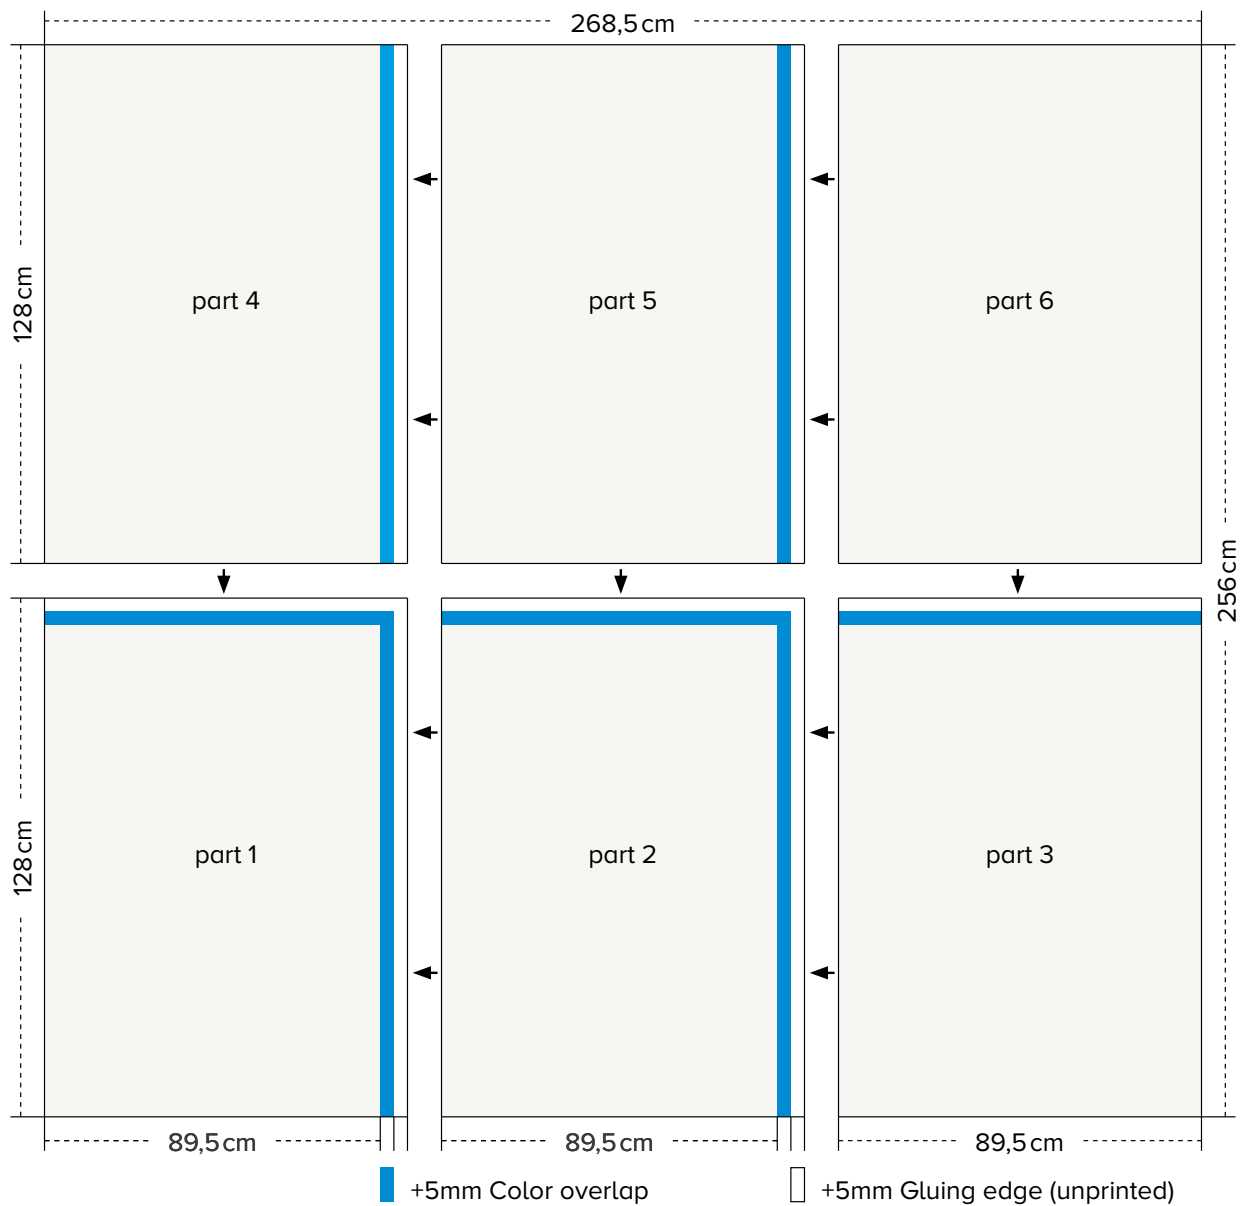 268,5 cm
128 cm
part 4
part 5
part 6
256 cm
128 cm
part 1
part 2
part 3
89,5 cm
89,5 cm
89,5 cm
+5mm Color overlap
+5mm Gluing edge (unprinted)